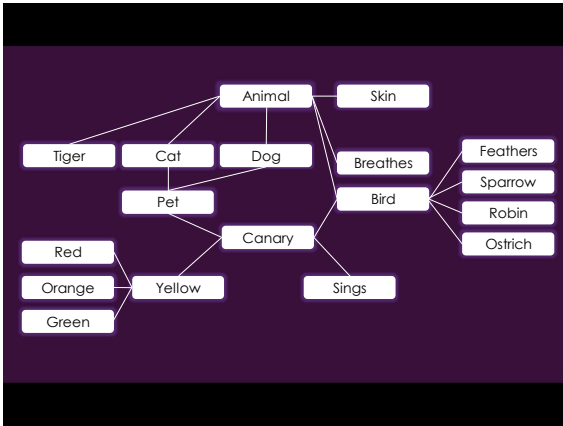 Animal
Skin
Tiger
Cat
Dog
Breathes
Feathers
Sparrow
Pet
Bird
Robin
Canary
Ostrich
Red
Orange
Yellow
Sings
Green